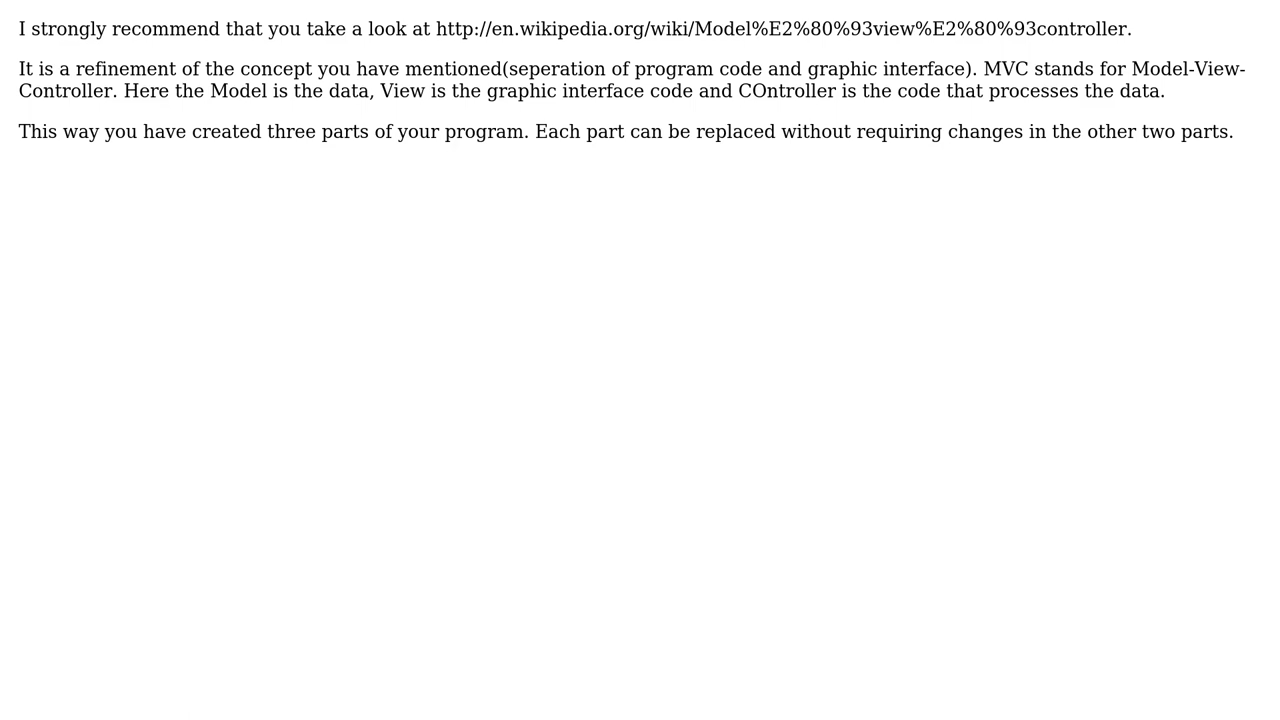 I strongly recommend that you take a look at http://en.wikipedia.org/wiki/Model%E2%80%93view%E2%80%93controller.
It is a refinement of the concept you have mentioned(seperation of program code and graphic interface). MVC stands for Model-View-
Controller. Here the Model is the data, View is the graphic interface code and COntroller is the code that processes the data.
This way you have created three parts of your program. Each part can be replaced without requiring changes in the other two parts.